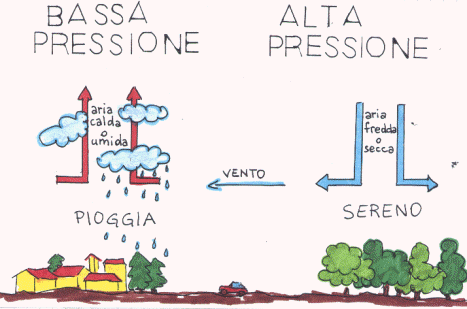 BASSA
PRESSIONE
ALTA
PRESSIONE
aria
calda
o
umida
aria
fredda
o
secca
VENTO
PIOGGIA
SERENO